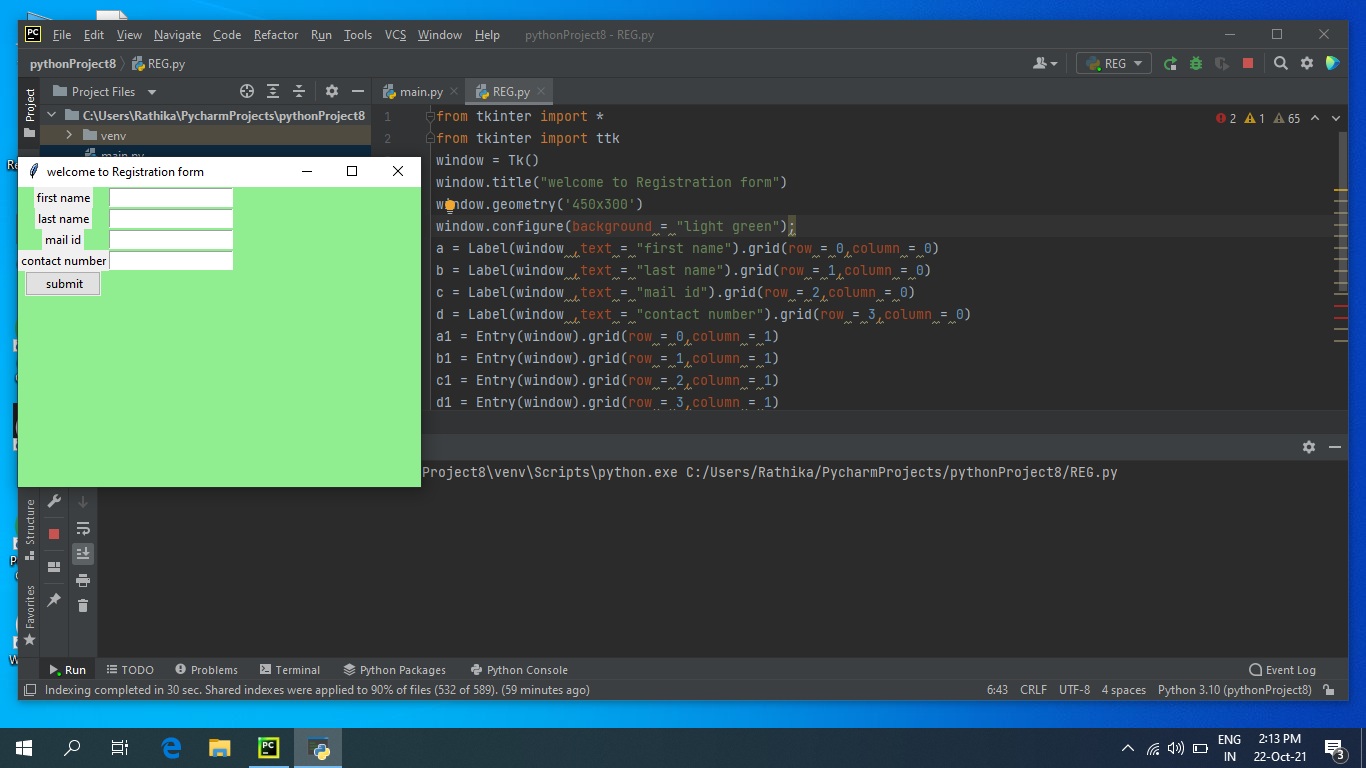 File Edit View Navigate Code Refactor Run Tools VCS Window Help pythonProject8 - REG.py
pythonProject8 REG.py REG
Project
Project Files
main.py REG.py
C:\Users\Rathika\PycharmProjects\pythonProject8
venv
main.py
2 1 65
1 from tkinter import *
2 from tkinter import ttk
window = Tk()
window.title("welcome to Registration form")
window.geometry('450x300')
window.configure(background = "light green");
a = Label(window ,text = "first name").grid(row = 0,column = 0)
b = Label(window ,text = "last name").grid(row = 1,column = 0)
c = Label(window ,text = "mail id").grid(row = 2,column = 0)
d = Label(window ,text = "contact number").grid(row = 3,column = 0)
a1 = Entry(window).grid(row = 0,column = 1)
b1 = Entry(window).grid(row = 1,column = 1)
c1 = Entry(window).grid(row = 2,column = 1)
d1 = Entry(window).grid(row = 3,column = 1)
welcome to Registration form
first name
last name
mail id
contact number
submit
Project8\venv\Scripts\python.exe C:/Users/Rathika/PycharmProjects/pythonProject8/REG.py
Structure
Favorites
Run TODO Problems Terminal Python Packages Python Console Event Log
Indexing completed in 30 sec. Shared indexes were applied to 90% of files (532 of 589). (59 minutes ago) 6:43 CRLF UTF-8 4 spaces Python 3.10 (pythonProject8)
PC
ENG
IN
2:13 PM
22-Oct-21
3